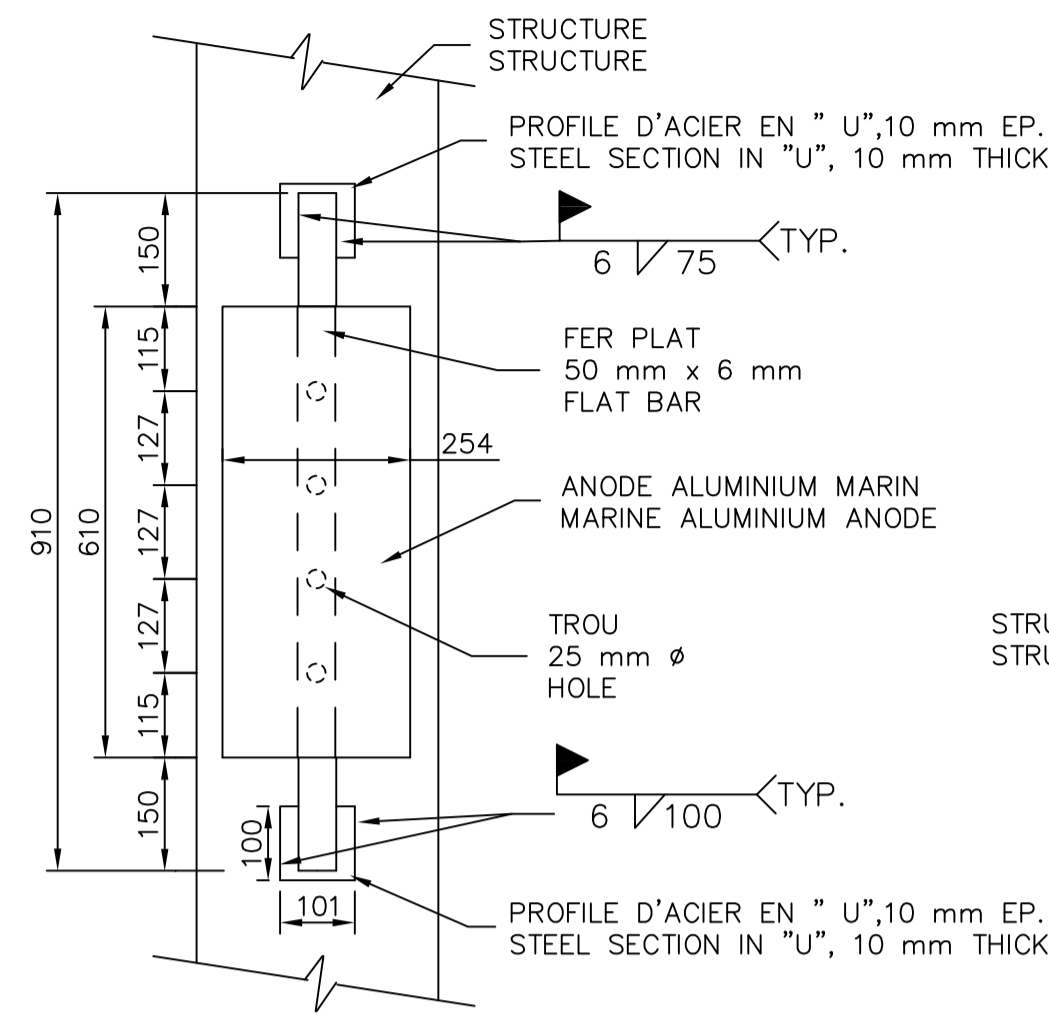 STRUCTURE
STRUCTURE
PROFILE D'ACIER EN " U",10 mm EP.
STEEL SECTION IN "U", 10 mm THICK
150
6 75 TYP.
115
FER PLAT
50 mm x 6 mm
FLAT BAR
127
254
ANODE ALUMINIUM MARIN
MARINE ALUMINIUM ANODE
910
610
127
127
TROU
25 mm ø
HOLE
STRU
STRU
115
150
6 100 TYP.
100
101
PROFILE D'ACIER EN " U",10 mm EP.
STEEL SECTION IN "U", 10 mm THICK